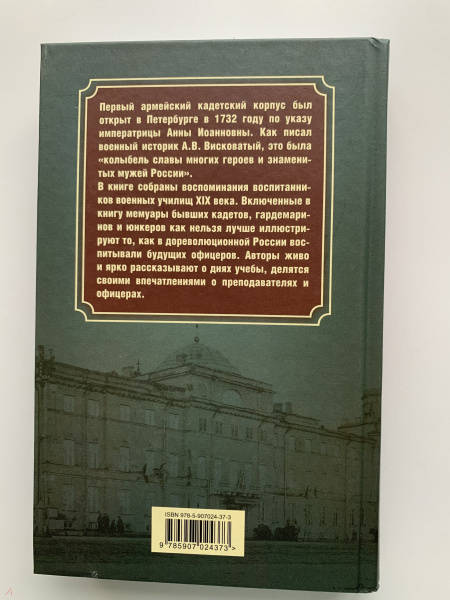 Первый армейский кадетский корпус был
открыт в Петербурге в 1732 году по указу
императрицы Анны Иоанновны. Как писал
военный историк А.В. Висковатый, это была
«колыбель славы многих героев и знамени-
тых мужей России».
В книге собраны воспоминания воспитанни-
ков военных училищ XIX века. Включенные в
книгу мемуары бывших кадетов, гардемари-
нов и юнкеров как нельзя лучше иллюстри-
руют то, как в дореволюционной России вос-
питывали будущих офицеров. Авторы живо
и ярко рассказывают о днях учебы, делятся
своими впечатлениями о преподавателях и
офицерах.
ISBN 978-5-907024-37-3
9 785907 024373 >